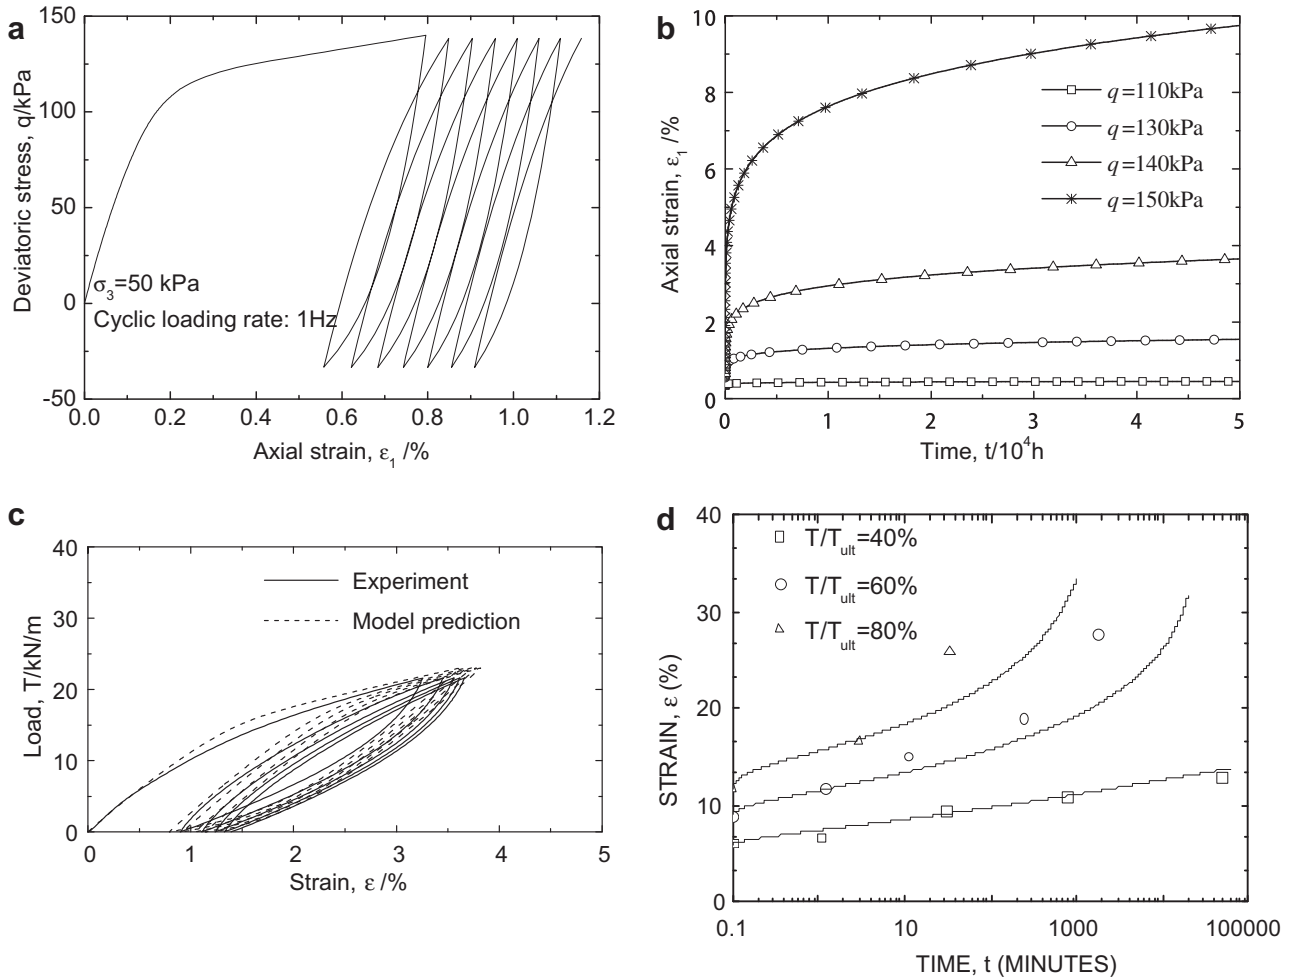 a
150
100
50
0
-50
0.0 0.2 0.4 0.6 0.8 1.0 1.2
Deviatoric stress, q/kPa
σ3=50 kPa
Cyclic loading rate: 1Hz
Axial strain, ε1 /%
b
10
8
6
4
2
0
0 1 2 3 4 5
Axial strain, ε1 /%
q=110kPa
q=130kPa
q=140kPa
q=150kPa
Time, t/10^4h
c
40
30
20
10
0
0 1 2 3 4 5
Load, T/kN/m
Experiment
Model prediction
Strain, ε /%
d
40
30
20
10
0
0.1 10 1000 100000
STRAIN, ε (%)
T/Tult=40%
T/Tult=60%
T/Tult=80%
TIME, t (MINUTES)